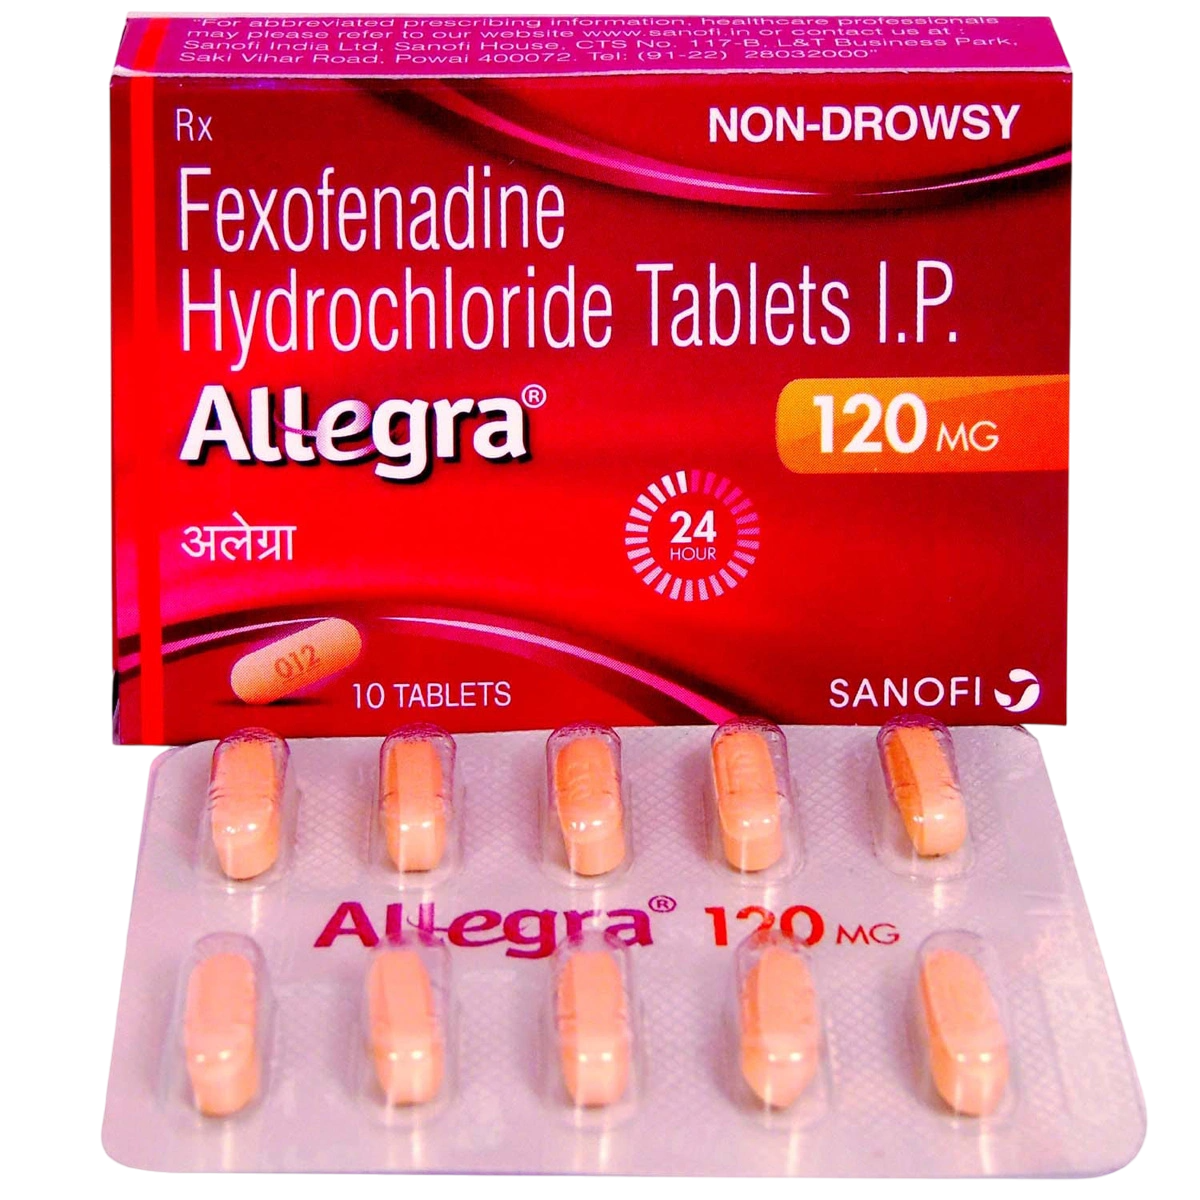 "For abbreviated prescribing information, healthcare professionals
may please refer to our website www.sanofi.in or contact us at :
Sanofi India Ltd. Sanofi House, CTS No. 117-B, L&T Business Park,
Saki Vihar Road, Powai 400072. Tel: (91-22) 28032000"
Rx
NON-DROWSY
Fexofenadine
Hydrochloride Tablets I.P.
Allegra®
120 MG
24
HOUR
अलेग्रा
012
10 TABLETS
SANOFI
Allegra® 120 MG